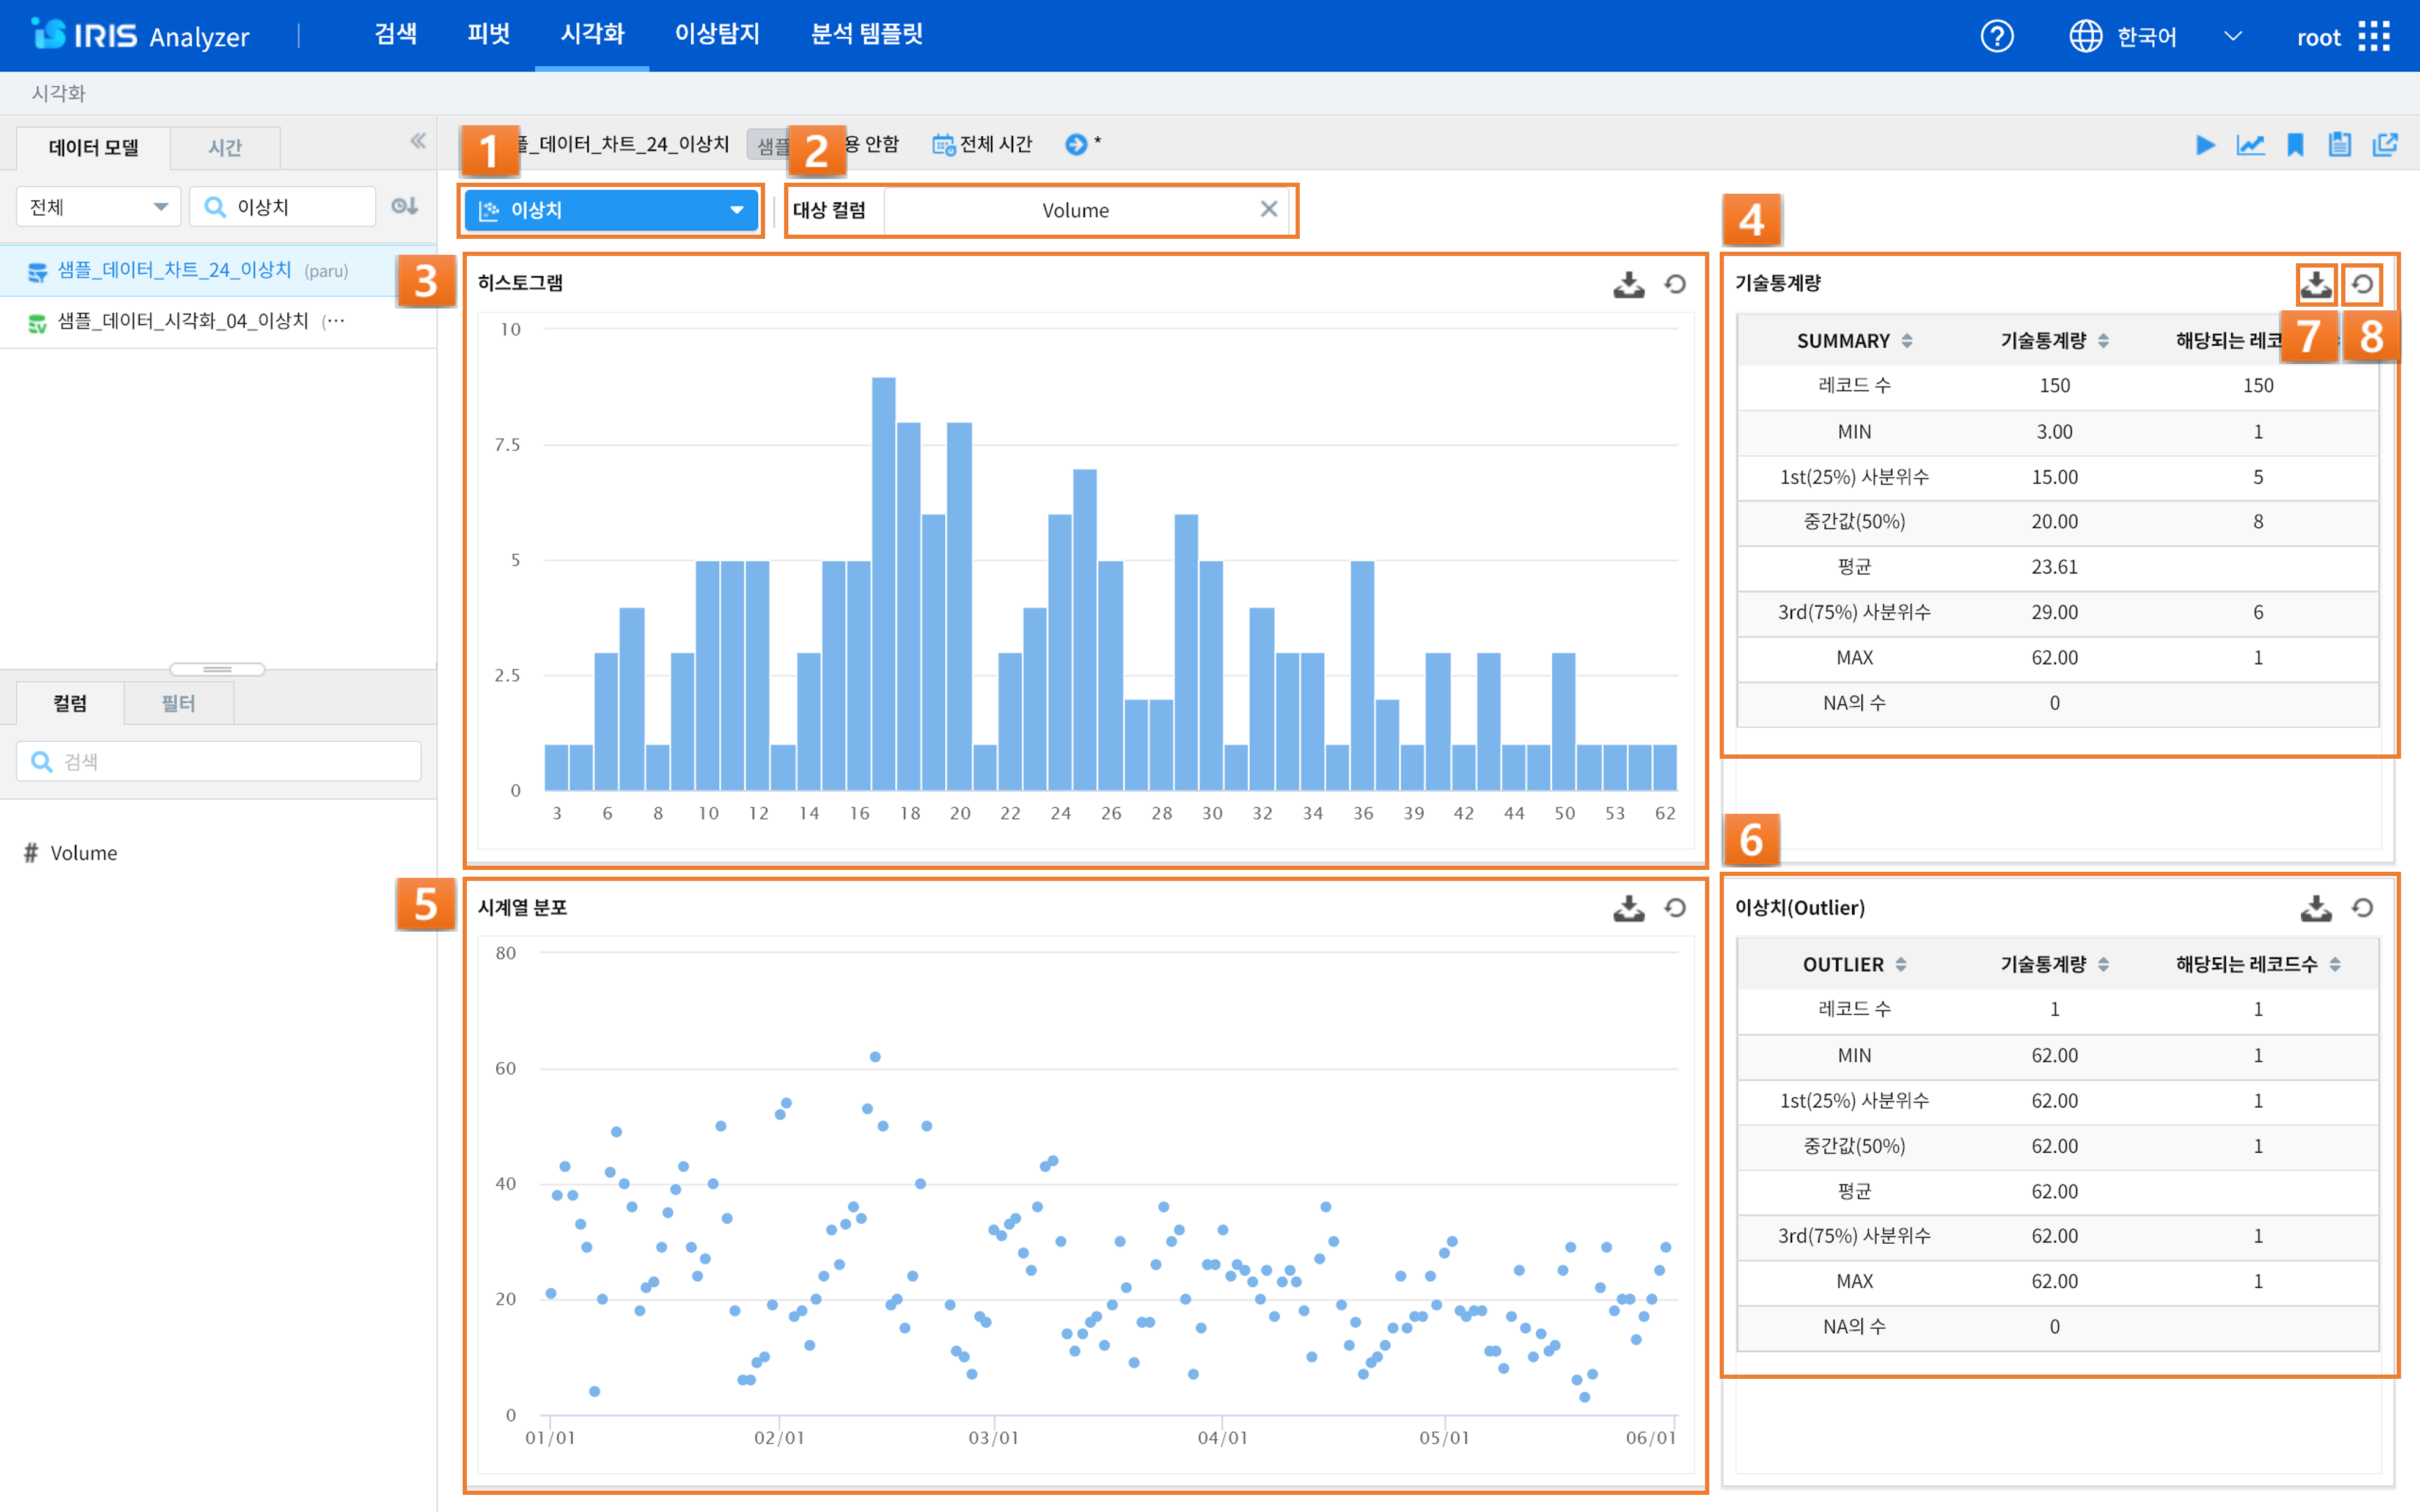 IRIS Analyzer
검색 피벗 시각화 이상탐지 분석 템플릿
한국어 root
시각화
데이터 모델 시간
1 _데이터_차트_24_이상치 샘플 2 용 안함 전체 시간 *
전체 이상치
이상치 대상 컬럼 Volume
샘플_데이터_차트_24_이상치 (paru)
샘플_데이터_시각화_04_이상치 (···
컬럼 필터
검색
# Volume
3
히스토그램
10
7.5
5
2.5
0
3 6 8 10 12 14 16 18 20 22 24 26 28 30 32 34 36 39 42 44 50 53 62
4
기술통계량
7 8
SUMMARY 기술통계량 해당되는 레코
레코드 수 150 150
MIN 3.00 1
1st(25%) 사분위수 15.00 5
중간값(50%) 20.00 8
평균 23.61
3rd(75%) 사분위수 29.00 6
MAX 62.00 1
NA의 수 0
5
시계열 분포
80
60
40
20
0
01/01 02/01 03/01 04/01 05/01 06/01
6
이상치(Outlier)
OUTLIER 기술통계량 해당되는 레코드수
레코드 수 1 1
MIN 62.00 1
1st(25%) 사분위수 62.00 1
중간값(50%) 62.00 1
평균 62.00
3rd(75%) 사분위수 62.00 1
MAX 62.00 1
NA의 수 0